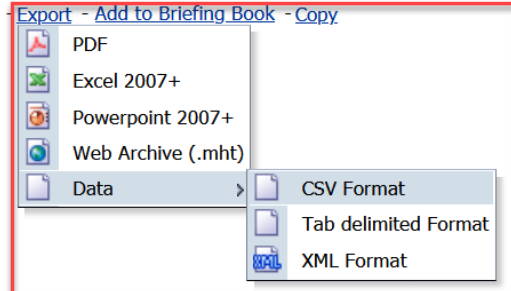 - Export - Add to Briefing Book - Copy
PDF
Excel 2007+
Powerpoint 2007+
Web Archive (.mht)
Data >
CSV Format
Tab delimited Format
XML Format